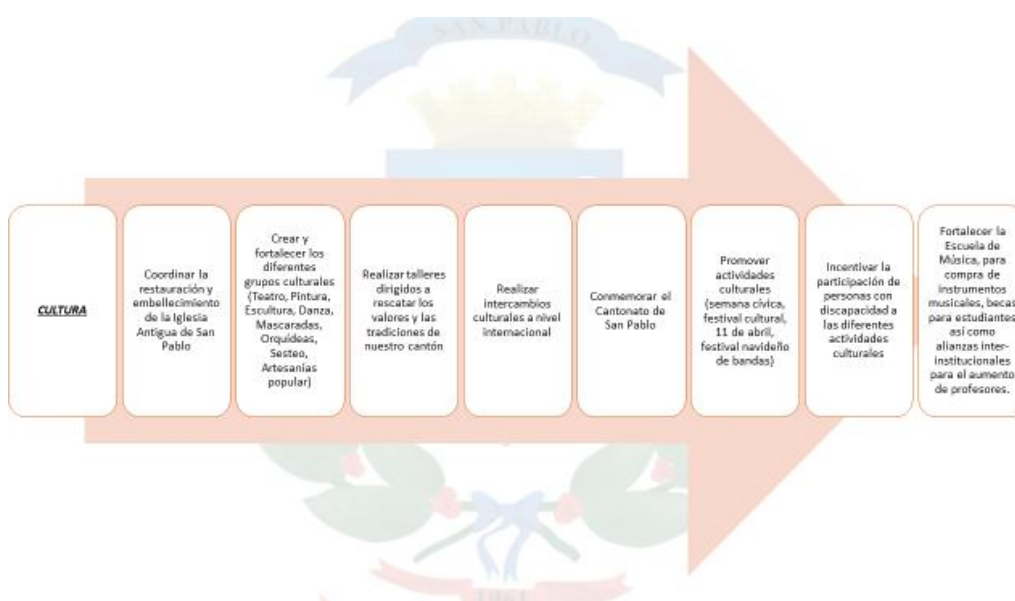 SAN PABLO
CULTURA
Coordinar la
restauración y
embellecimiento
de la Iglesia
Antigua de San
Pablo
Crear y
fortalecer los
diferentes
grupos culturales
(Teatro, Pintura,
Escultura, Danza,
Mascaradas,
Orquídeas,
Sesteo,
Artesanías
popular)
Realizar talleres
dirigidos a
rescatar los
valores y las
tradiciones de
nuestro cantón
Realizar
intercambios
culturales a nivel
internacional
Conmemorar el
Cantonato de
San Pablo
Promover
actividades
culturales
(semana cívica,
festival cultural,
11 de abril,
festival navideño
de bandas)
Incentivar la
participación de
personas con
discapacidad a
las diferentes
actividades
culturales
Fortalecer la
Escuela de
Música, para
compra de
instrumentos
musicales, becas
para estudiantes
así como
alianzas inter-
institucionales
para el aumento
de profesores.
1961